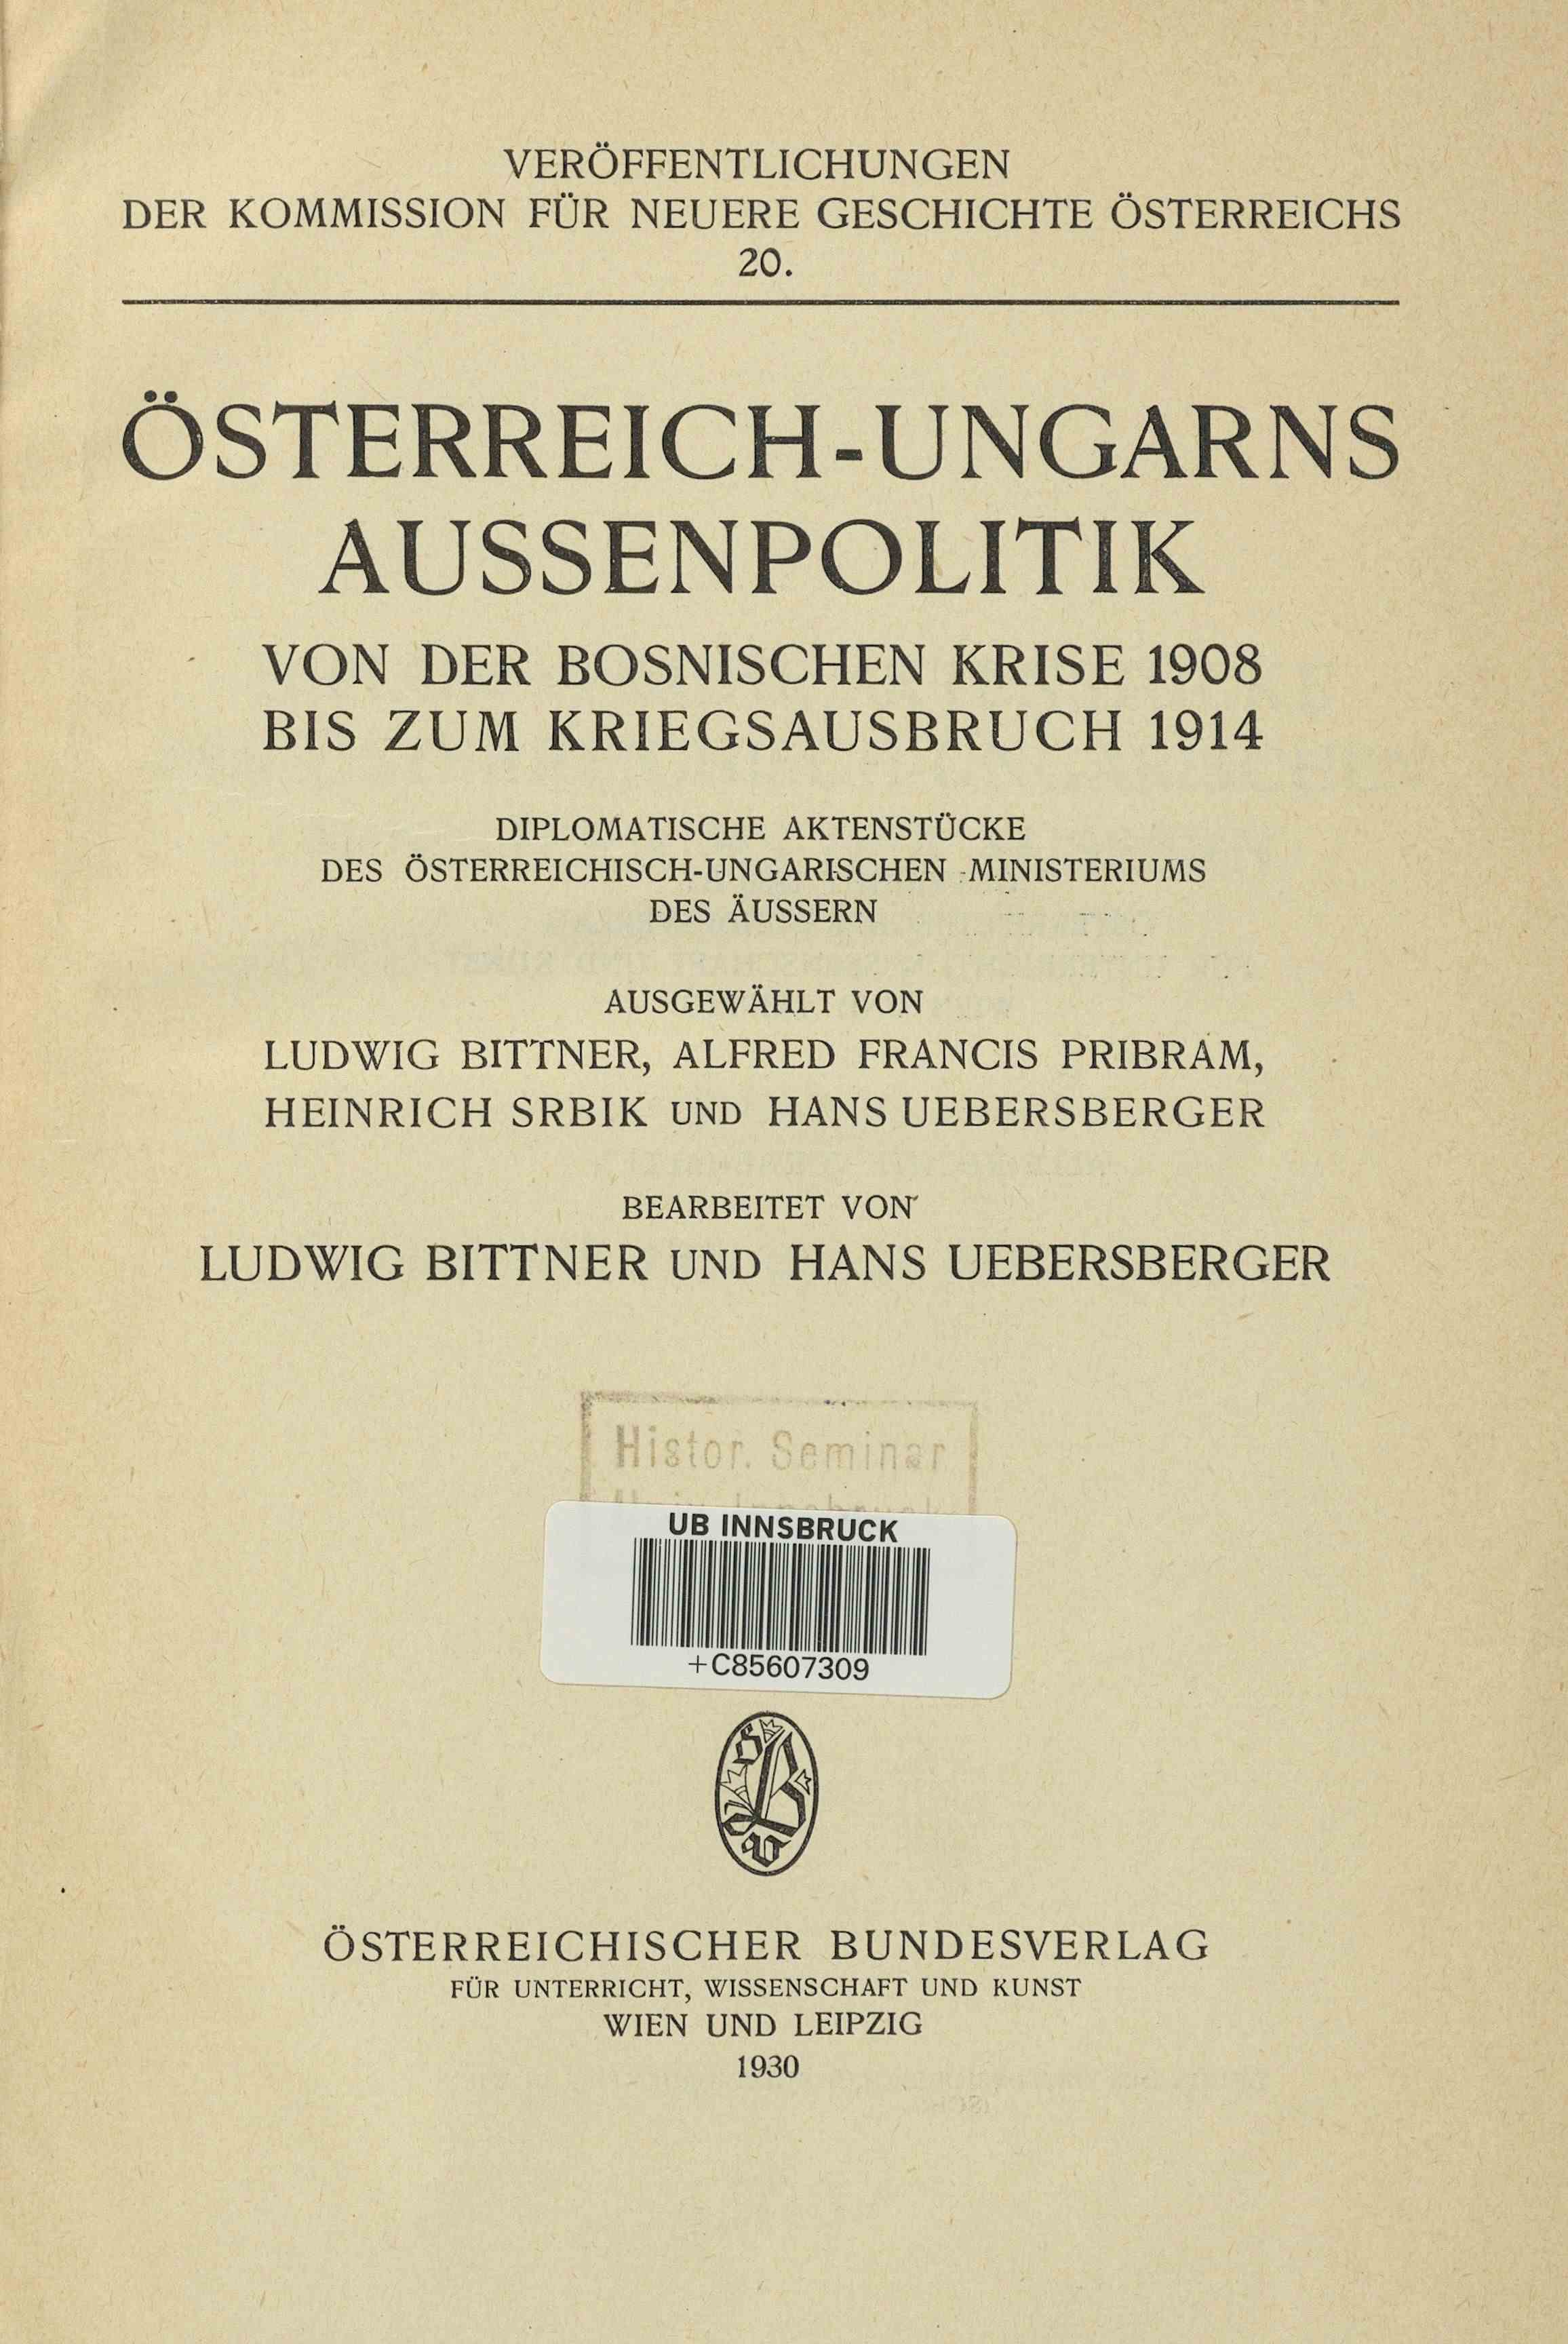 VERÖFFENTLICHUNGEN
DER KOMMISSION FÜR NEUERE GESCHICHTE ÖSTERREICHS
20.
ÖSTERREICH-UNGARNS
AUSSENPOLITIK
VON DER BOSNISCHEN KRISE 1908
BIS ZUM KRIEGSAUSBRUCH 1914
DIPLOMATISCHE AKTENSTÜCKE
DES ÖSTERREICHISCH-UNGARISCHEN MINISTERIUMS
DES ÄUSSERN
AUSGEWÄHLT VON
LUDWIG BITTNER, ALFRED FRANCIS PRIBRAM,
HEINRICH SRBIK UND HANS UEBERSBERGER
BEARBEITET VON
LUDWIG BITTNER UND HANS UEBERSBERGER
Histor. Seminar
UB INNSBRUCK
+C85607309
ÖBV
ÖSTERREICHISCHER BUNDESVERLAG
FÜR UNTERRICHT, WISSENSCHAFT UND KUNST
WIEN UND LEIPZIG
1930